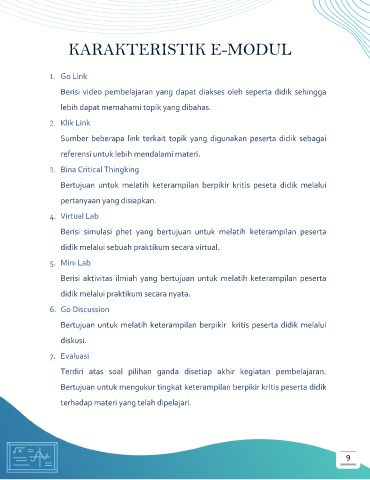 KARAKTERISTIK E-MODUL
1. Go Link
Berisi video pembelajaran yang dapat diakses oleh seperta didik sehingga
lebih dapat memahami topik yang dibahas.
2. Klik Link
Sumber beberapa link terkait topik yang digunakan peserta didik sebagai
referensi untuk lebih mendalami materi.
3. Bina Critical Thingking
Bertujuan untuk melatih keterampilan berpikir kritis peseta didik melalui
pertanyaan yang disiapkan.
4. Virtual Lab
Berisi simulasi phet yang bertujuan untuk melatih keterampilan peserta
didik melalui sebuah praktikum secara virtual.
5. Mini Lab
Berisi aktivitas ilmiah yang bertujuan untuk melatih keterampilan peserta
didik melalui praktikum secara nyata.
6. Go Discussion
Bertujuan untuk melatih keterampilan berpikir kritis peserta didik melalui
diskusi.
7. Evaluasi
Terdiri atas soal pilihan ganda disetiap akhir kegiatan pembelajaran.
Bertujuan untuk mengukur tingkat keterampilan berpikir kritis peserta didik
terhadap materi yang telah dipelajari.
9